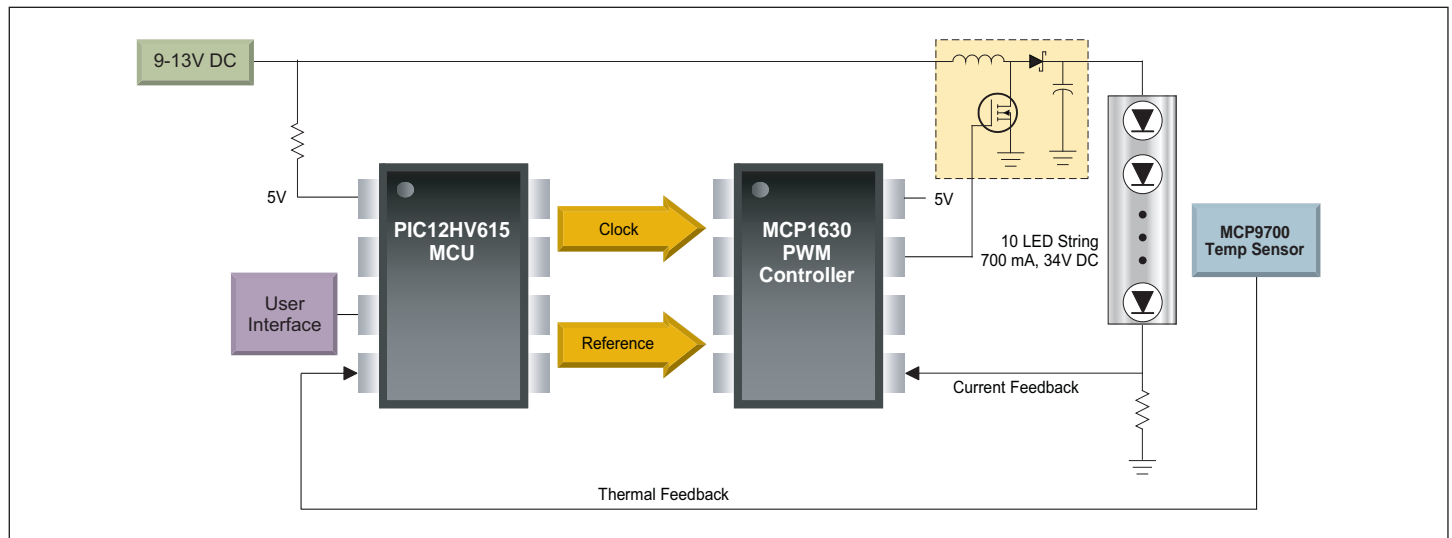 9-13V DC
5V
PIC12HV615
MCU
Clock
MCP1630
PWM
Controller
5V
10 LED String
700 mA, 34V DC
MCP9700
Temp Sensor
User
Interface
Reference
Current Feedback
Thermal Feedback